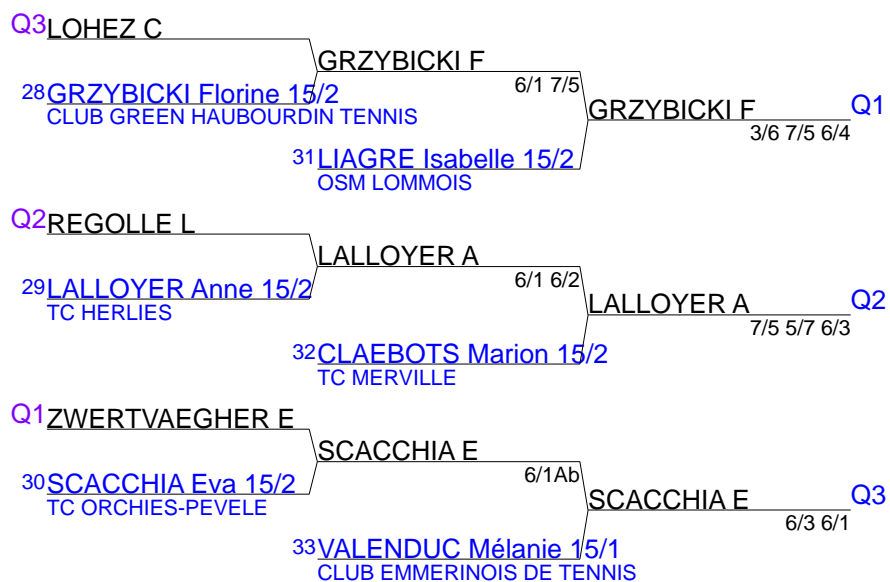 Q3 LOHEZ C
GRZYBICKI F
6/1 7/5
28 GRZYBICKI Florine 15/2
CLUB GREEN HAUBOURDIN TENNIS
GRZYBICKI F Q1
3/6 7/5 6/4
31 LIAGRE Isabelle 15/2
OSM LOMMOIS
Q2 REGOLLE L
LALLOYER A
6/1 6/2
29 LALLOYER Anne 15/2
TC HERLIES
LALLOYER A Q2
7/5 5/7 6/3
32 CLAEBOTS Marion 15/2
TC MERVILLE
Q1 ZWERTVAEGHER E
SCACCHIA E
6/1Ab
30 SCACCHIA Eva 15/2
TC ORCHIES-PEVELE
SCACCHIA E Q3
6/3 6/1
33 VALENDUC Mélanie 15/1
CLUB EMMERINOIS DE TENNIS